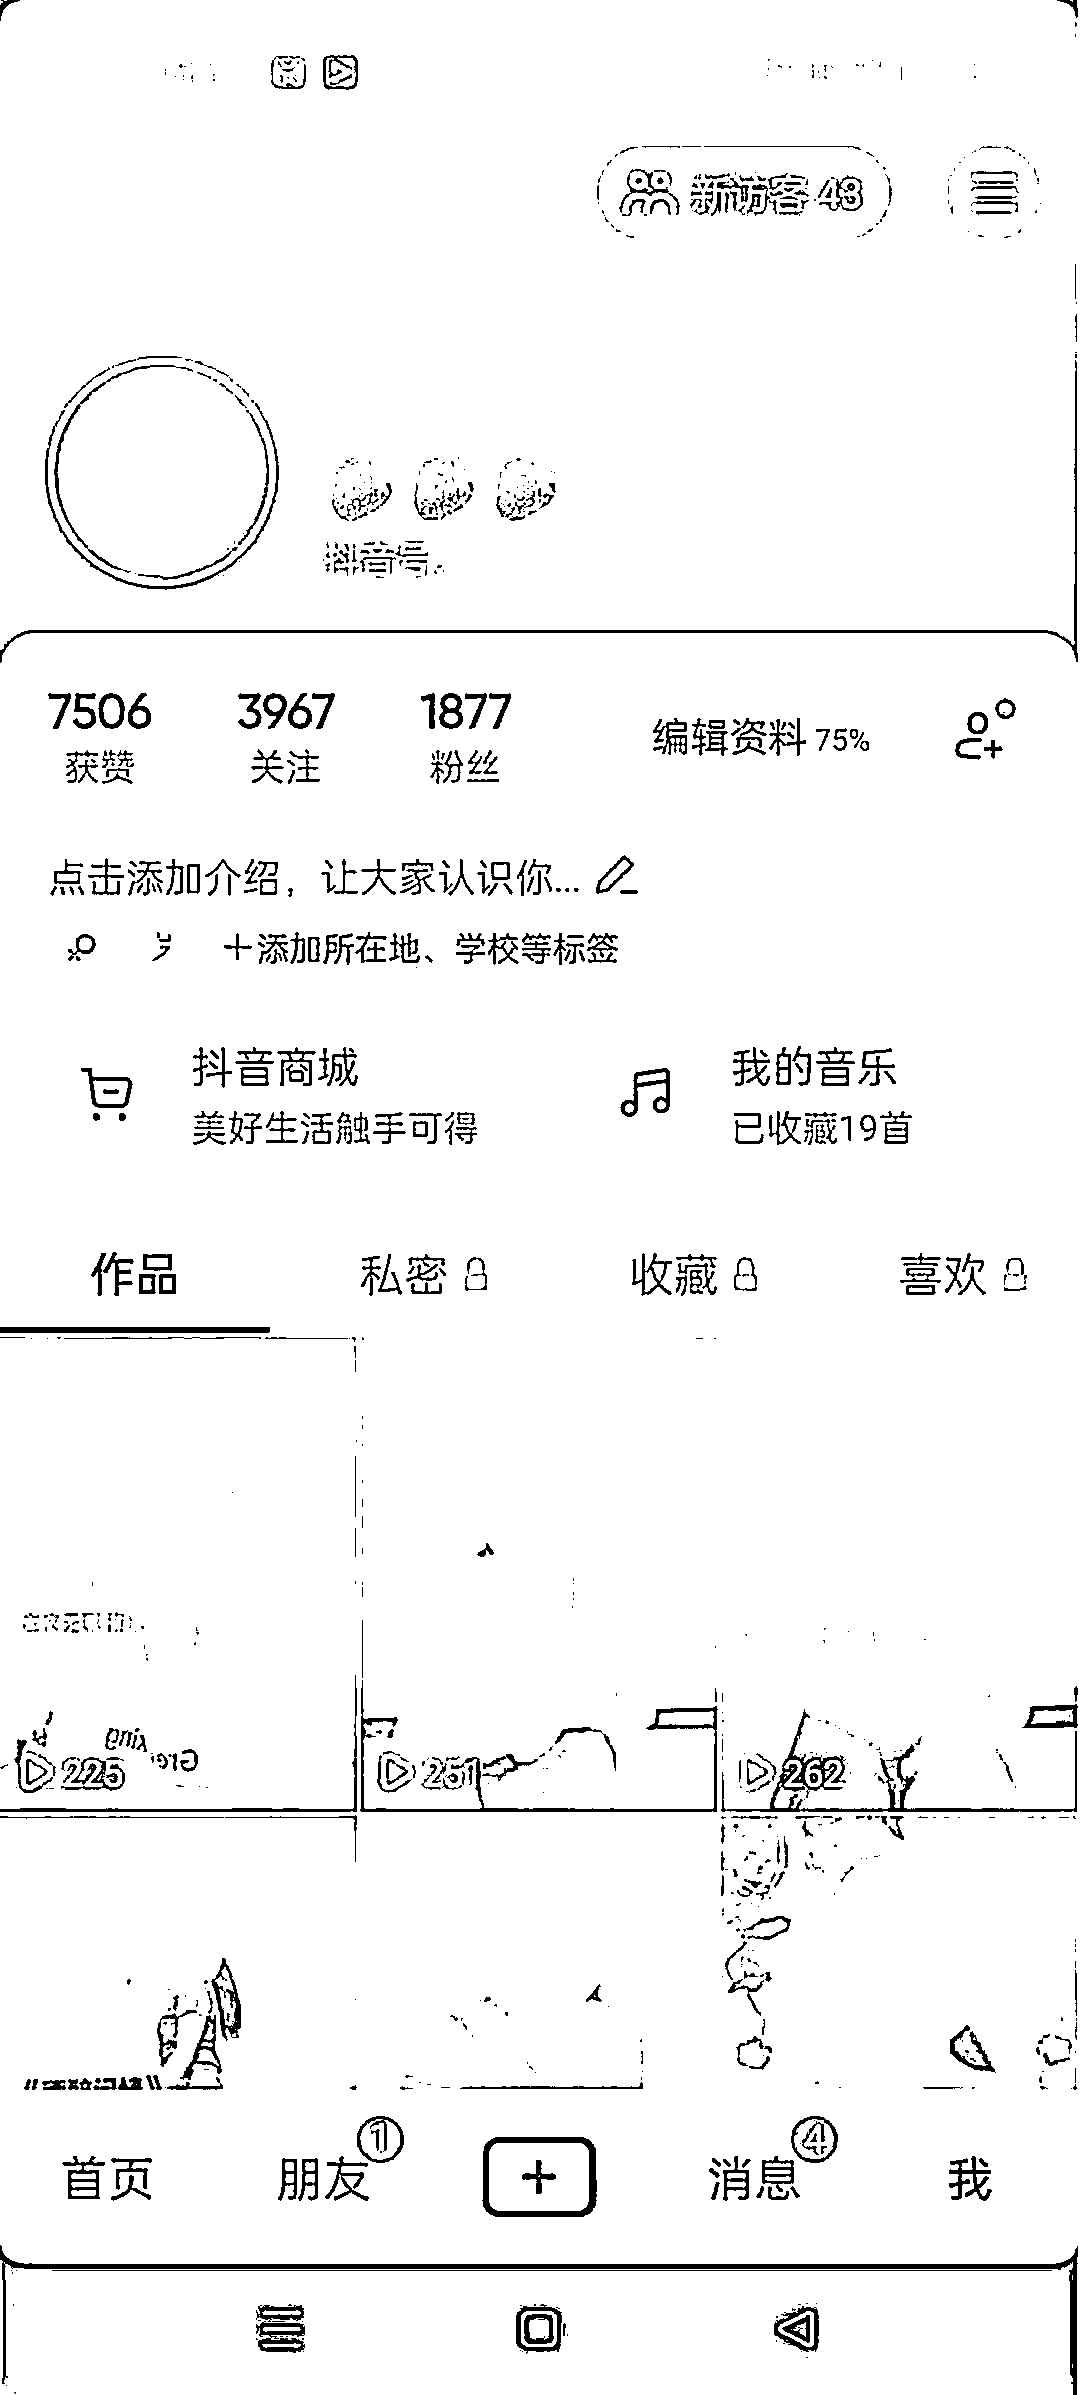 新访客 43
抖音号:
7506 3967 1877
获赞 关注 粉丝
编辑资料 75%
点击添加介绍，让大家认识你...
+添加所在地、学校等标签
抖音商城 我的音乐
美好生活触手可得 已收藏19首
作品 私密 收藏 喜欢
225 251 262
首页 朋友 1 消息 4 我